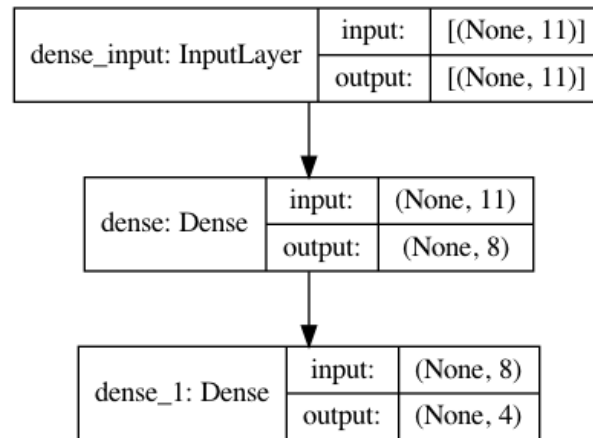 dense_input: InputLayer
input: [(None, 11)]
output: [(None, 11)]
dense: Dense
input: (None, 11)
output: (None, 8)
dense_1: Dense
input: (None, 8)
output: (None, 4)